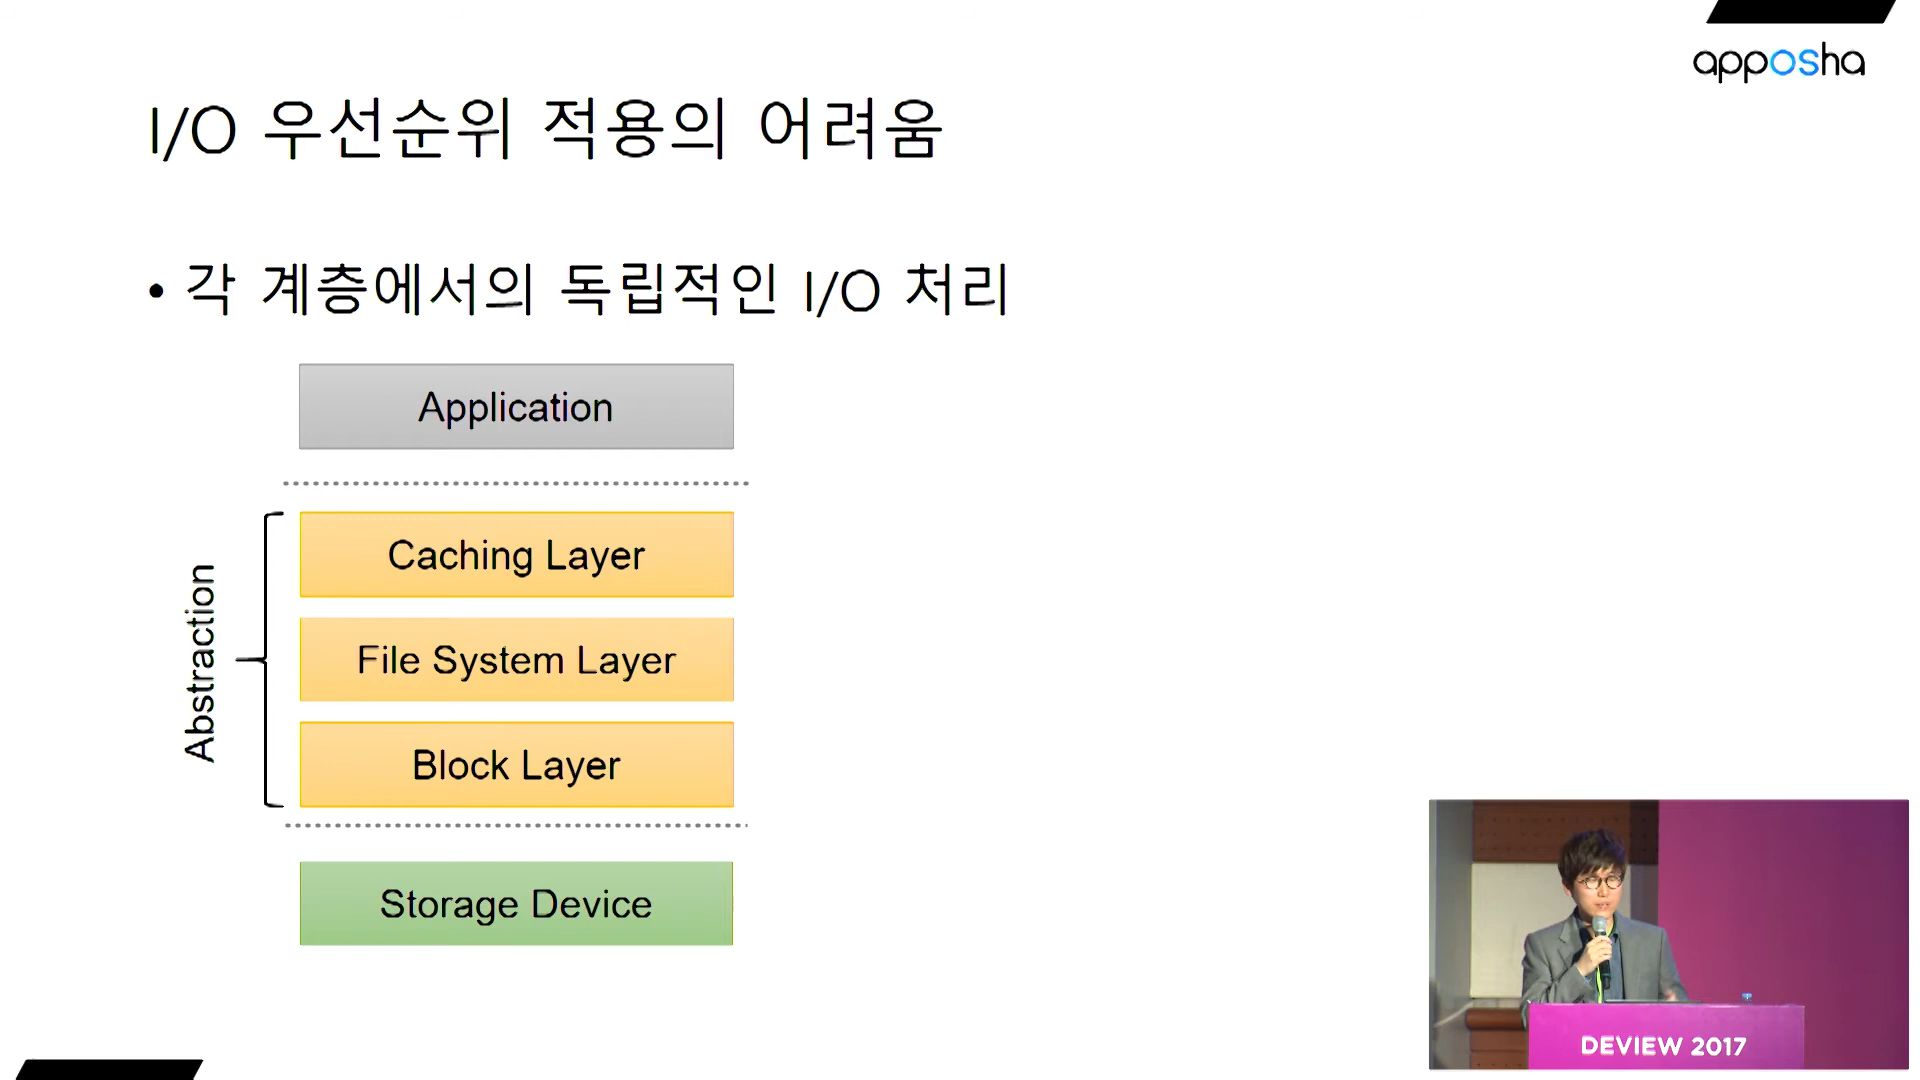 apposha
I/O 우선순위 적용의 어려움
• 각 계층에서의 독립적인 I/O 처리
Application
Abstraction
Caching Layer
File System Layer
Block Layer
Storage Device
DEVIEW 2017